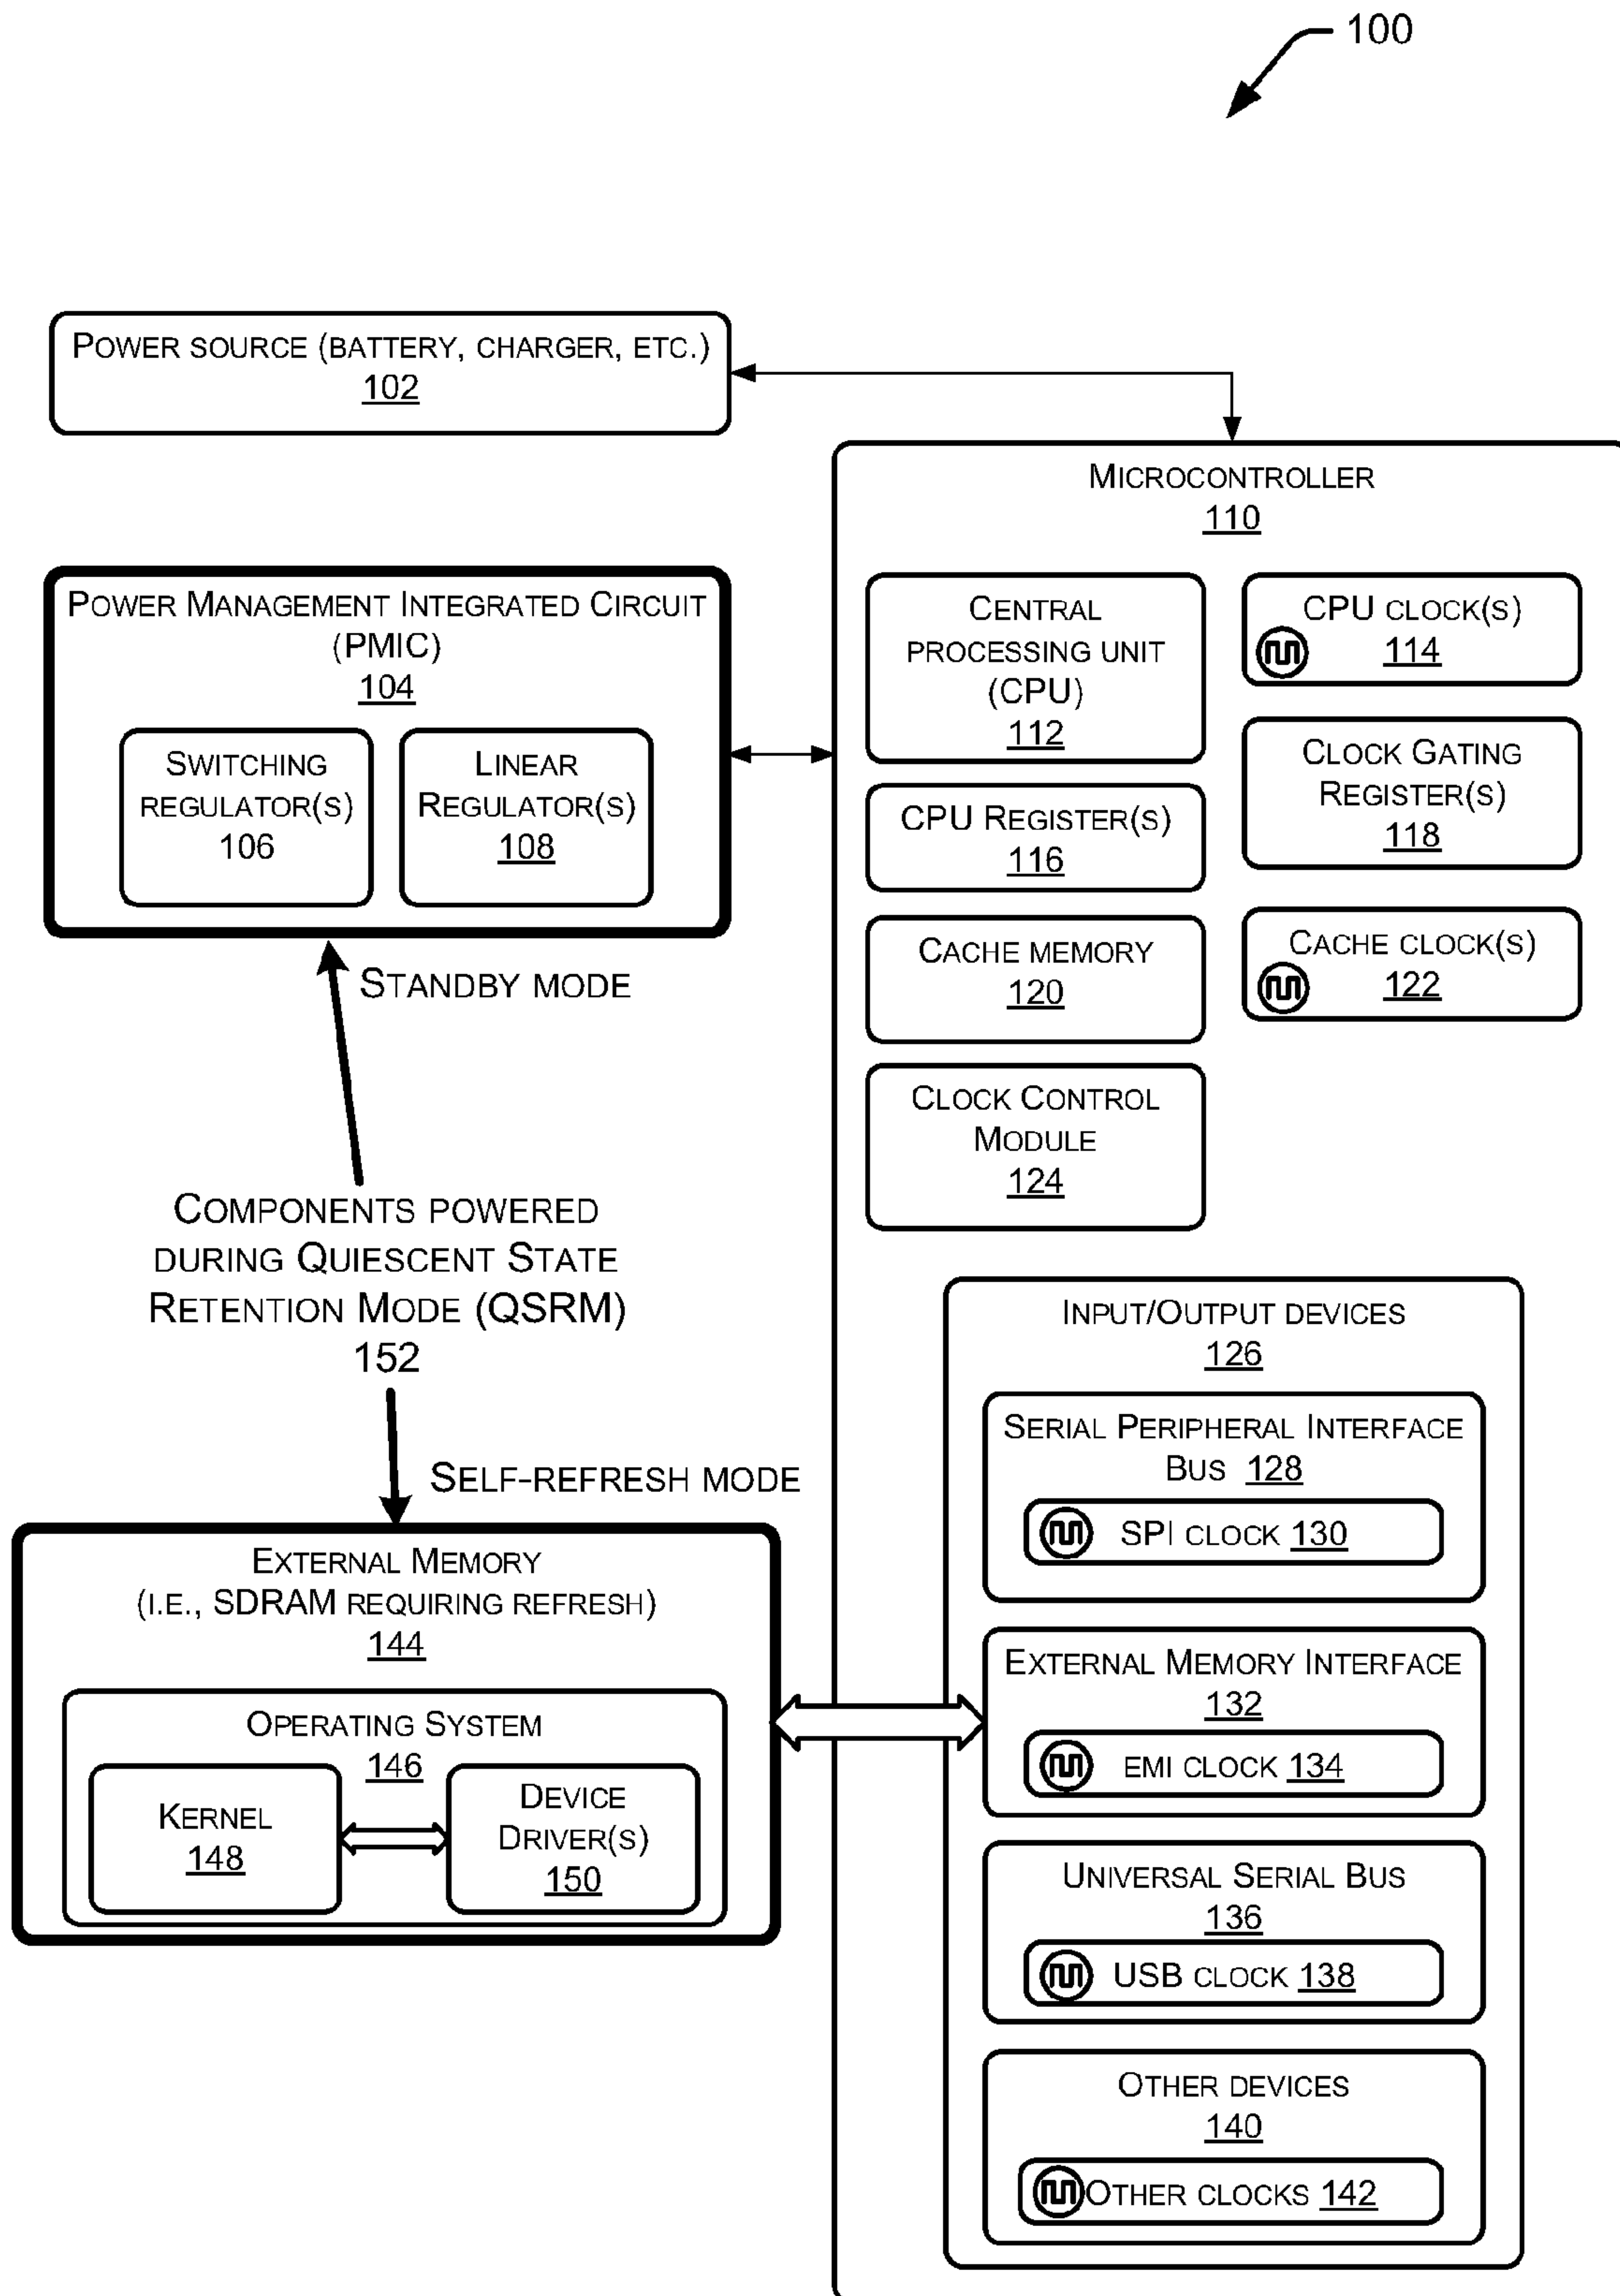 100
POWER SOURCE (BATTERY, CHARGER, ETC.)
102
MICROCONTROLLER
110
POWER MANAGEMENT INTEGRATED CIRCUIT
(PMIC)
104
SWITCHING
REGULATOR(S)
106
LINEAR
REGULATOR(S)
108
CENTRAL
PROCESSING UNIT
(CPU)
112
CPU CLOCK(S)
114
CPU REGISTER(S)
116
CLOCK GATING
REGISTER(S)
118
CACHE MEMORY
120
CACHE CLOCK(S)
122
CLOCK CONTROL
MODULE
124
STANDBY MODE
COMPONENTS POWERED
DURING QUIESCENT STATE
RETENTION MODE (QSRM)
152
SELF-REFRESH MODE
EXTERNAL MEMORY
(I.E., SDRAM REQUIRING REFRESH)
144
OPERATING SYSTEM
146
KERNEL
148
DEVICE
DRIVER(S)
150
INPUT/OUTPUT DEVICES
126
SERIAL PERIPHERAL INTERFACE
BUS 128
SPI CLOCK 130
EXTERNAL MEMORY INTERFACE
132
EMI CLOCK 134
UNIVERSAL SERIAL BUS
136
USB CLOCK 138
OTHER DEVICES
140
OTHER CLOCKS 142